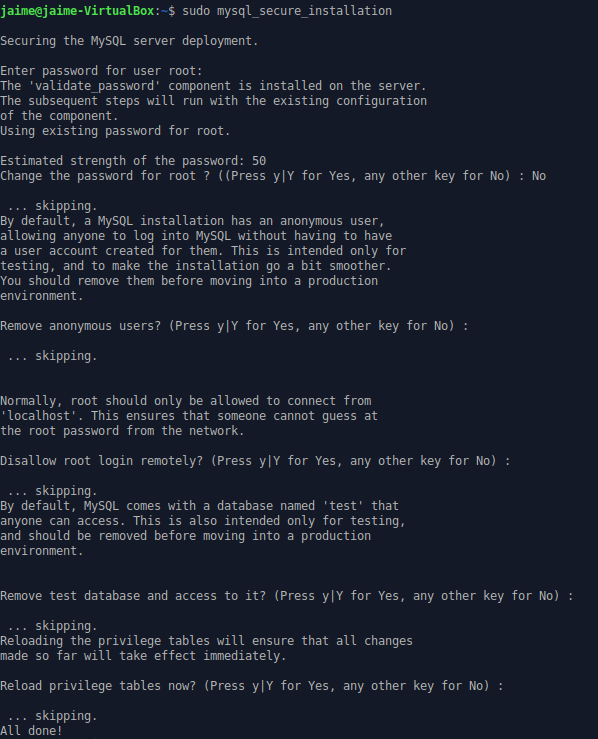 jaime@jaime-VirtualBox:~$ sudo mysql_secure_installation
Securing the MySQL server deployment.
Enter password for user root:
The 'validate_password' component is installed on the server.
The subsequent steps will run with the existing configuration
of the component.
Using existing password for root.
Estimated strength of the password: 50
Change the password for root ? ((Press y|Y for Yes, any other key for No) : No
... skipping.
By default, a MySQL installation has an anonymous user,
allowing anyone to log into MySQL without having to have
a user account created for them. This is intended only for
testing, and to make the installation go a bit smoother.
You should remove them before moving into a production
environment.
Remove anonymous users? (Press y|Y for Yes, any other key for No) :
... skipping.
Normally, root should only be allowed to connect from
'localhost'. This ensures that someone cannot guess at
the root password from the network.
Disallow root login remotely? (Press y|Y for Yes, any other key for No) :
... skipping.
By default, MySQL comes with a database named 'test' that
anyone can access. This is also intended only for testing,
and should be removed before moving into a production
environment.
Remove test database and access to it? (Press y|Y for Yes, any other key for No) :
... skipping.
Reloading the privilege tables will ensure that all changes
made so far will take effect immediately.
Reload privilege tables now? (Press y|Y for Yes, any other key for No) :
... skipping.
All done!